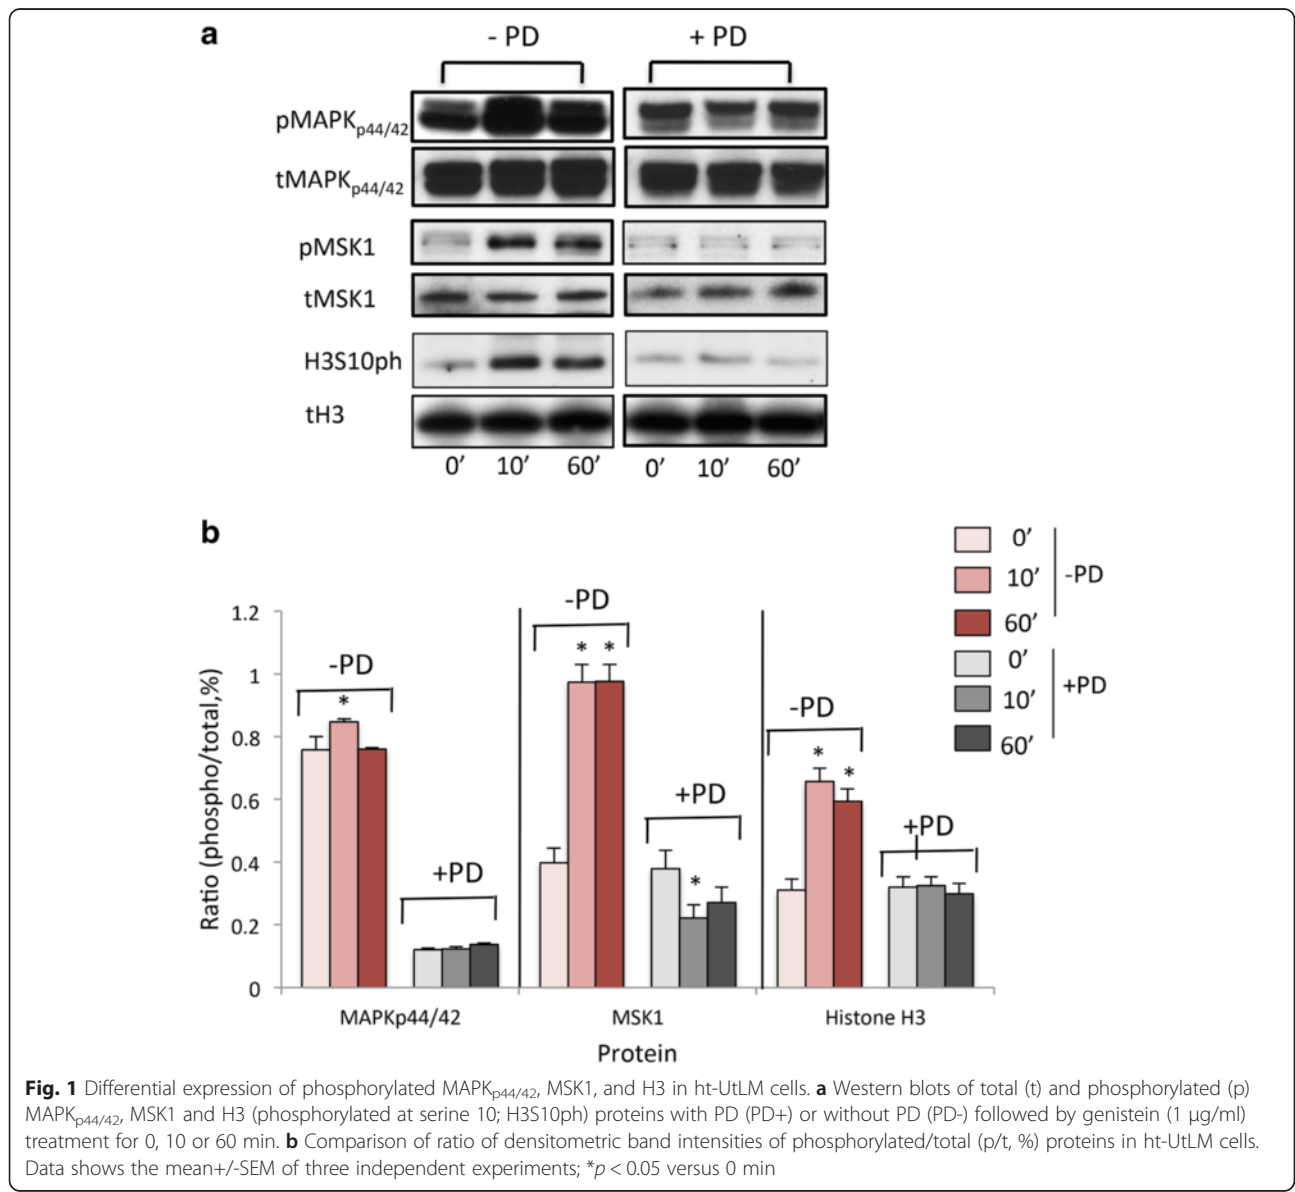 a
- PD + PD
pMAPKp44/42
tMAPKp44/42
pMSK1
tMSK1
H3S10ph
tH3
0’ 10’ 60’ 0’ 10’ 60’
b
0’
10’ -PD
60’
0’
10’ +PD
60’
Ratio (phospho/total,%)
1.2
1
0.8
0.6
0.4
0.2
0
-PD
*
+PD
-PD
* *
+PD
*
-PD
*
*
+PD
MAPKp44/42 MSK1 Histone H3
Protein
Fig. 1 Differential expression of phosphorylated MAPKp44/42, MSK1, and H3 in ht-UtLM cells. a Western blots of total (t) and phosphorylated (p)
MAPKp44/42, MSK1 and H3 (phosphorylated at serine 10; H3S10ph) proteins with PD (PD+) or without PD (PD-) followed by genistein (1 μg/ml)
treatment for 0, 10 or 60 min. b Comparison of ratio of densitometric band intensities of phosphorylated/total (p/t, %) proteins in ht-UtLM cells.
Data shows the mean+/-SEM of three independent experiments; *p < 0.05 versus 0 min